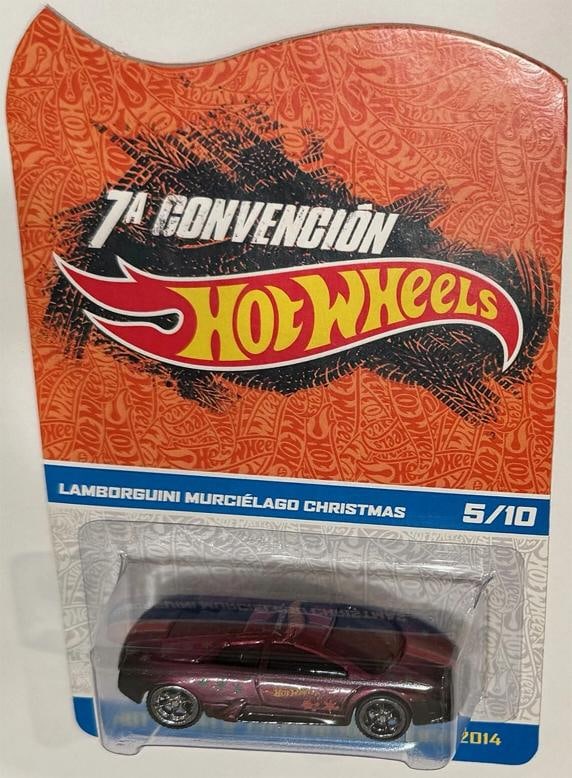 7A CONVENCIÓN
HOT WHEELS
LAMBORGUINI MURCIÉLAGO CHRISTMAS
5/10
2014